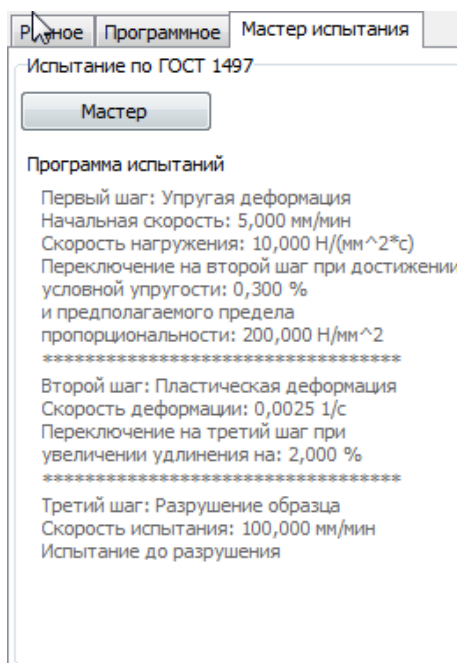 Программное
Мастер испытания
Испытание по ГОСТ 1497
Мастер
Программа испытаний
Первый шаг: Упругая деформация
Начальная скорость: 5,000 мм/мин
Скорость нагружения: 10,000 Н/(мм^2*с)
Переключение на второй шаг при достижении
условной упругости: 0,300 %
и предполагаемого предела
пропорциональности: 200,000 Н/мм^2
**********************************
Второй шаг: Пластическая деформация
Скорость деформации: 0,0025 1/с
Переключение на третий шаг при
увеличении удлинения на: 2,000 %
**********************************
Третий шаг: Разрушение образца
Скорость испытания: 100,000 мм/мин
Испытание до разрушения